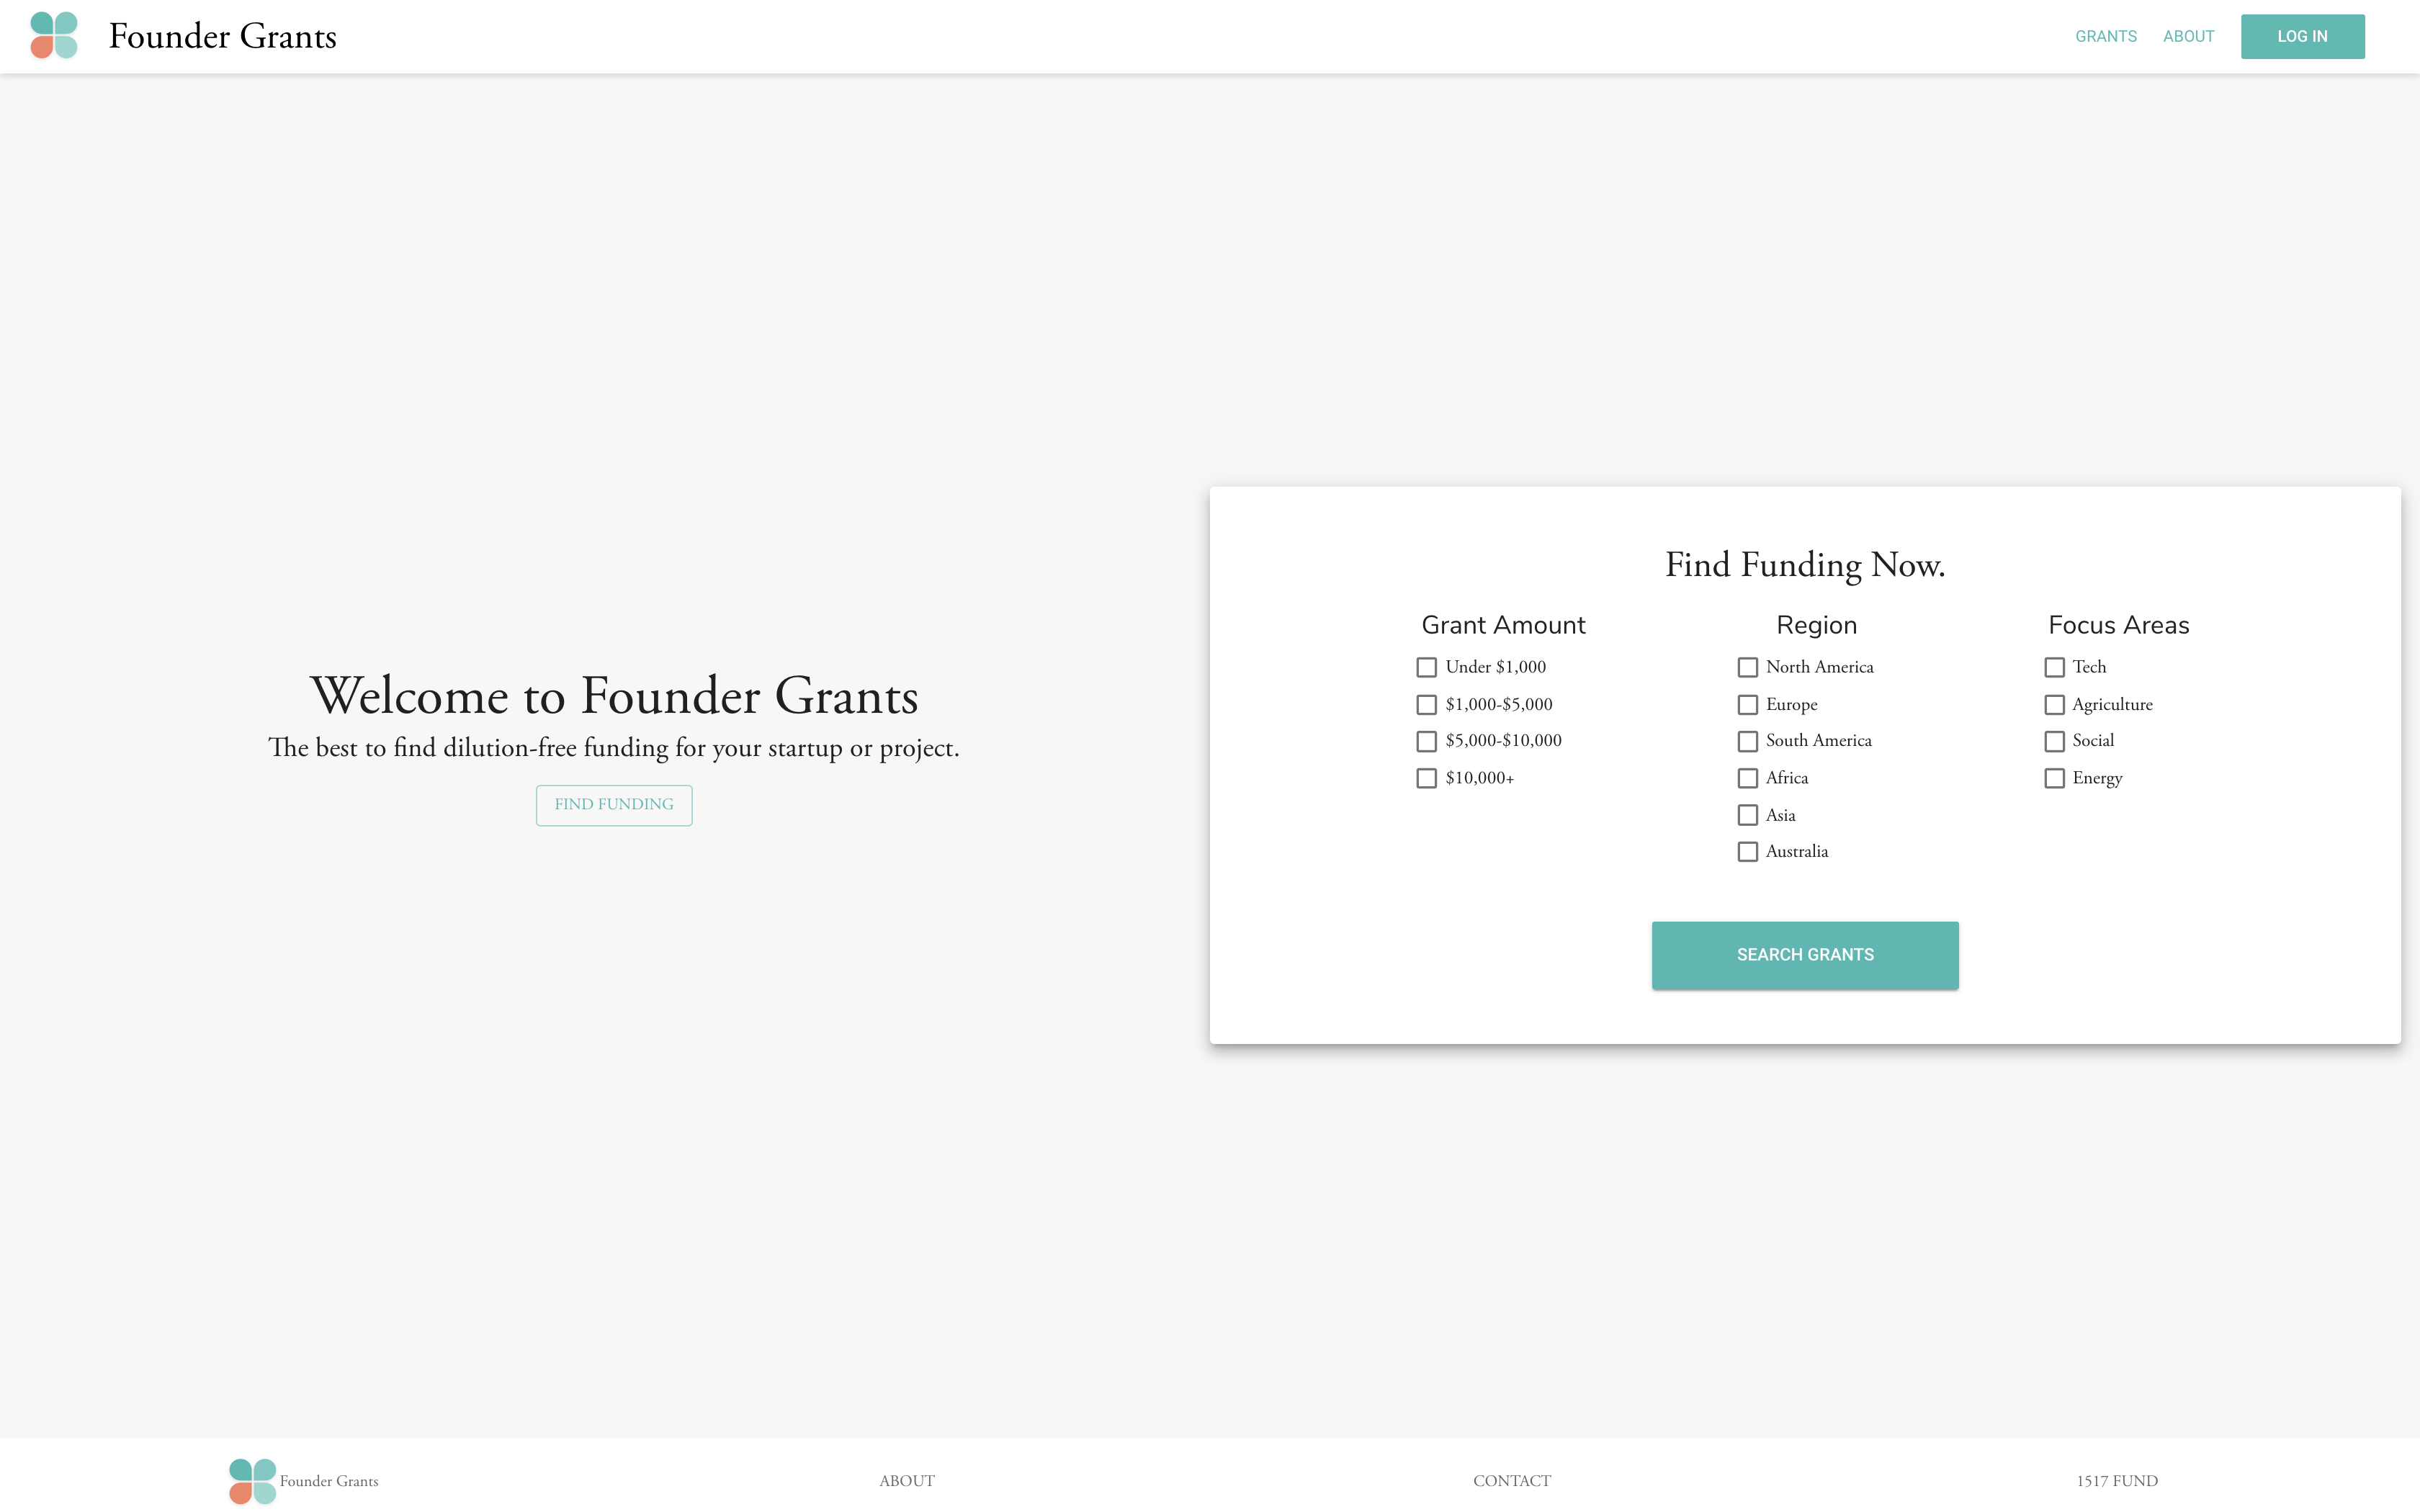 Founder Grants
GRANTS
ABOUT
LOG IN
Welcome to Founder Grants
The best to find dilution-free funding for your startup or project.
FIND FUNDING
Find Funding Now.
Grant Amount
Under $1,000
$1,000-$5,000
$5,000-$10,000
$10,000+
Region
North America
Europe
South America
Africa
Asia
Australia
Focus Areas
Tech
Agriculture
Social
Energy
SEARCH GRANTS
Founder Grants
ABOUT
CONTACT
1517 FUND